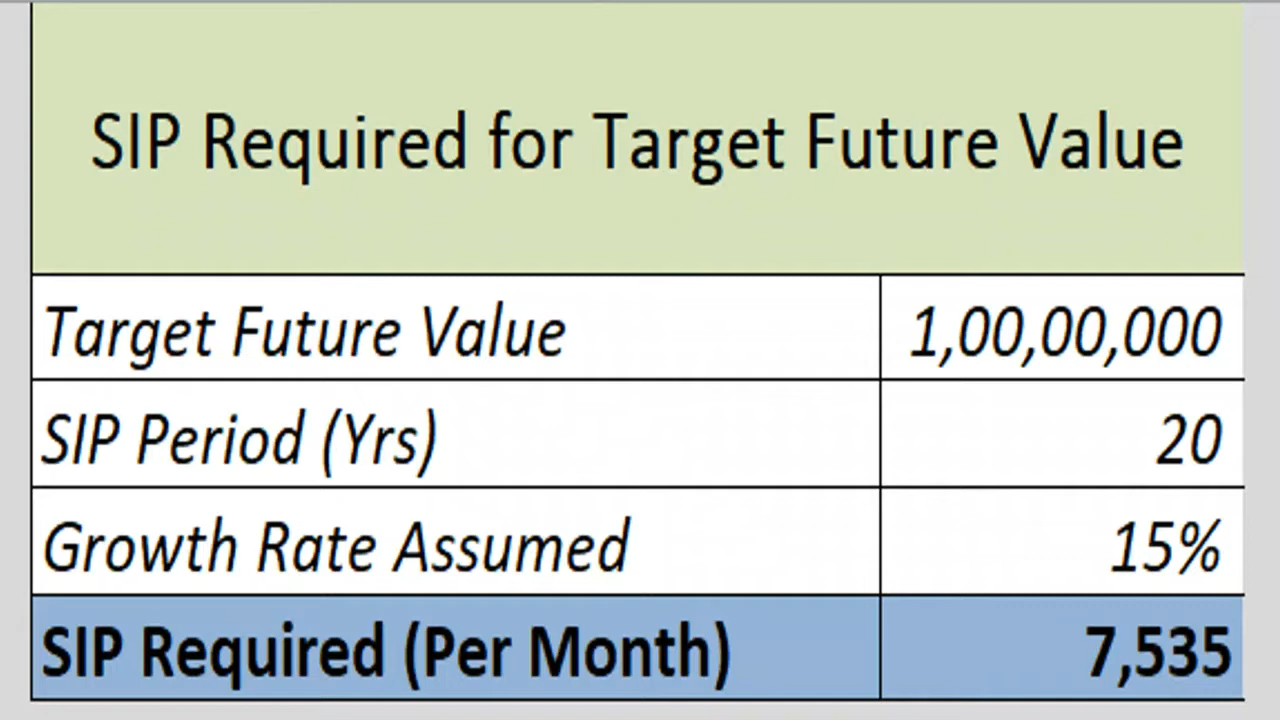 SIP Required for Target Future Value
Target Future Value 1,00,00,000
SIP Period (Yrs) 20
Growth Rate Assumed 15%
SIP Required (Per Month) 7,535